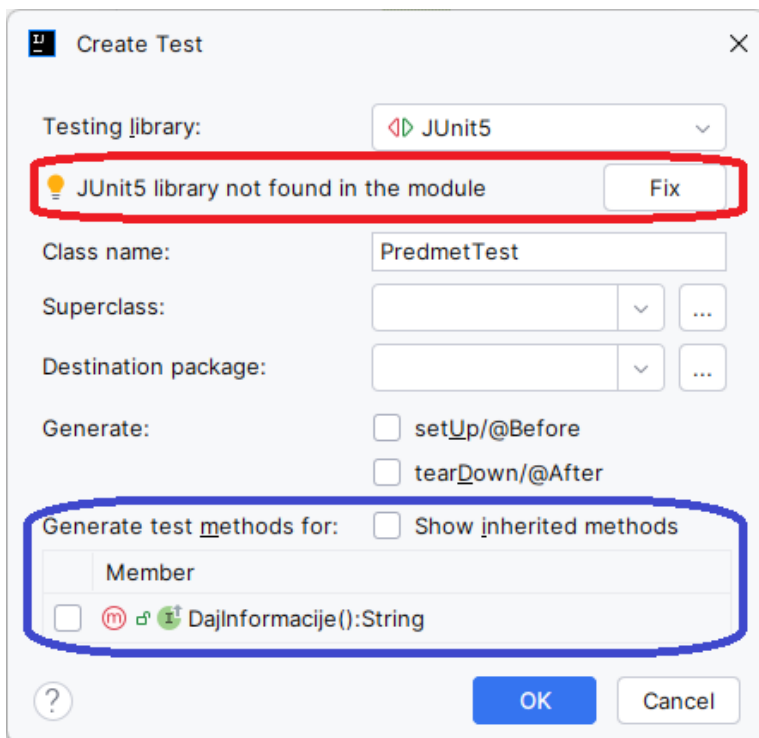 Create Test
Testing library: JUnit5
JUnit5 library not found in the module Fix
Class name: PredmetTest
Superclass: ...
Destination package: ...
Generate: setUp/@Before
tearDown/@After
Generate test methods for: Show inherited methods
Member
DajInformacije():String
? OK Cancel